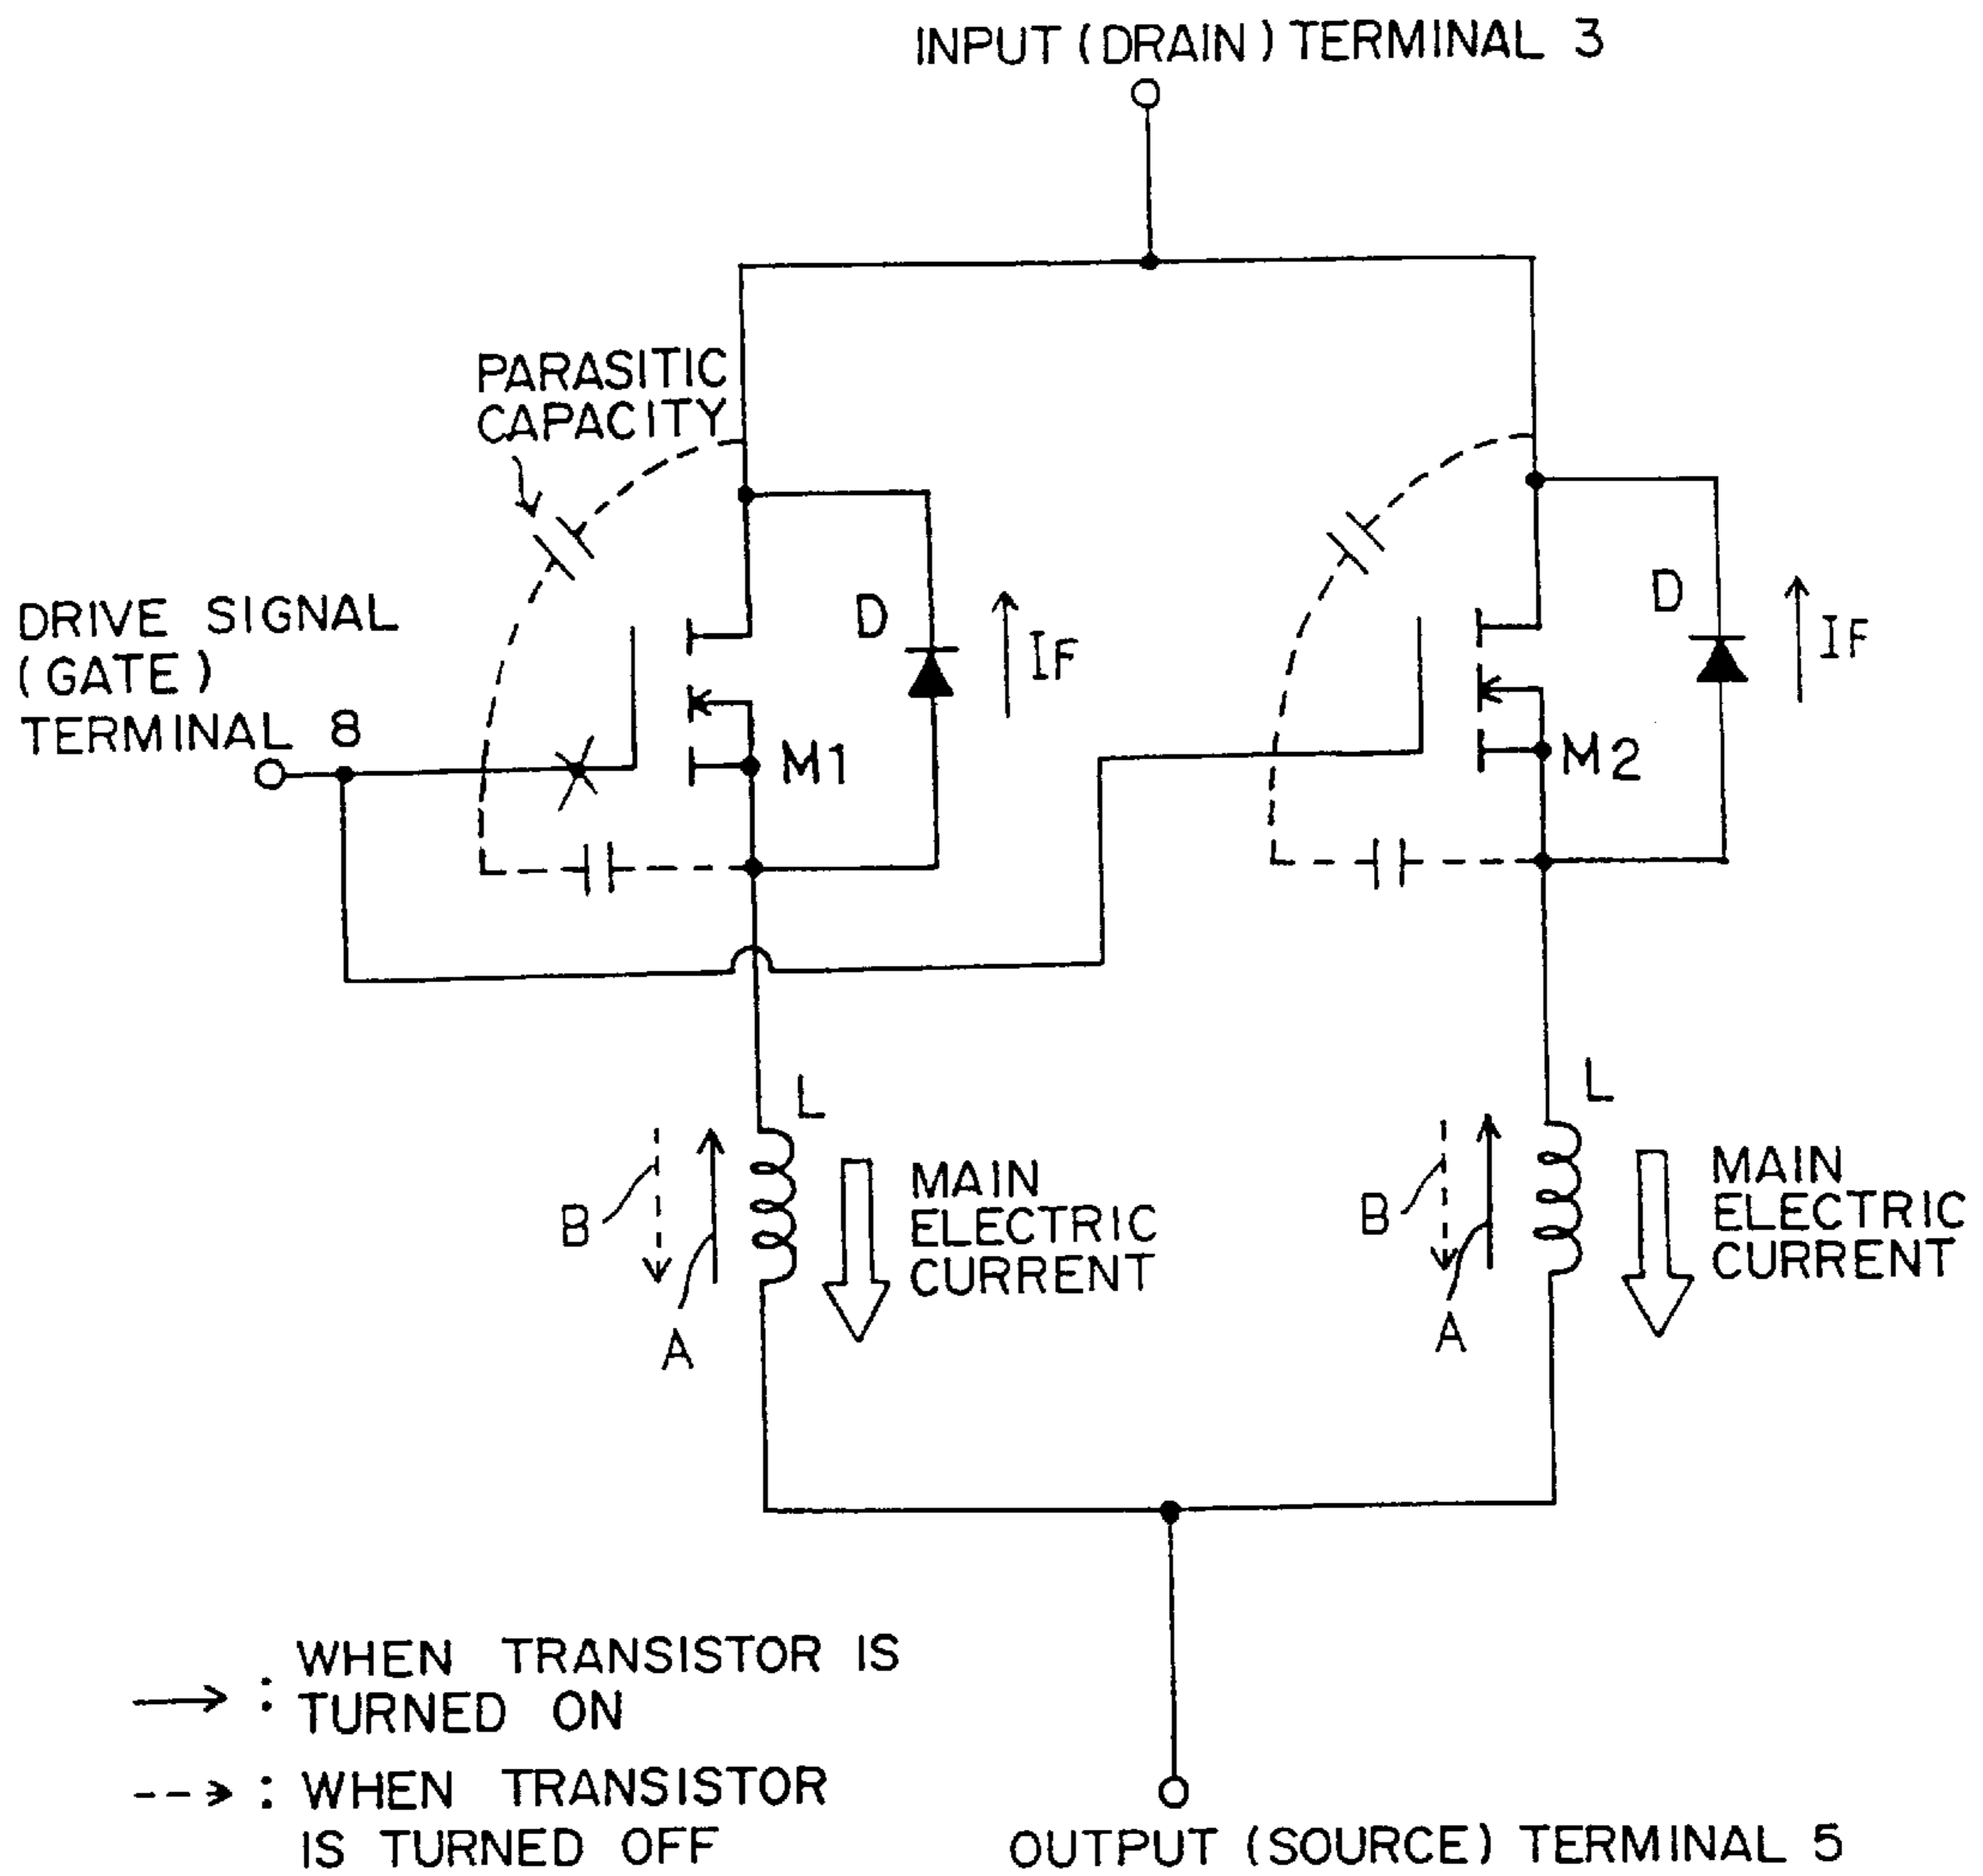 INPUT (DRAIN) TERMINAL 3
PARASITIC
CAPACITY
DRIVE SIGNAL
(GATE)
TERMINAL 8
D
IF
M1
D
IF
M2
L
B
A
MAIN
ELECTRIC
CURRENT
L
B
A
MAIN
ELECTRIC
CURRENT
: WHEN TRANSISTOR IS
TURNED ON
: WHEN TRANSISTOR
IS TURNED OFF
OUTPUT (SOURCE) TERMINAL 5